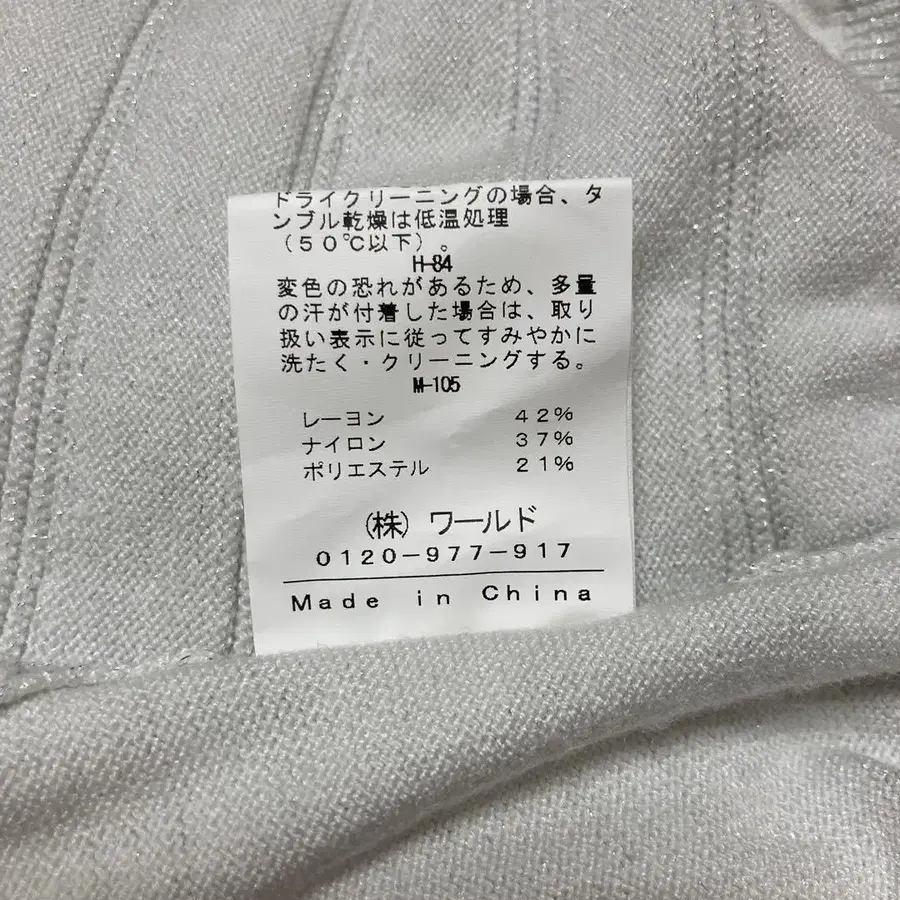 ドライクリーニングの場合、タ
ンブル乾燥は低温処理
（５０℃以下）。
H-84
変色の恐れがあるため、多量
の汗が付着した場合は、取り
扱い表示に従ってすみやかに
洗たく・クリーニングする。
M-105
レーヨン ４２％
ナイロン ３７％
ポリエステル ２１％
（株）ワールド
０１２０－９７７－９１７
Ｍａｄｅ ｉｎ Ｃｈｉｎａ